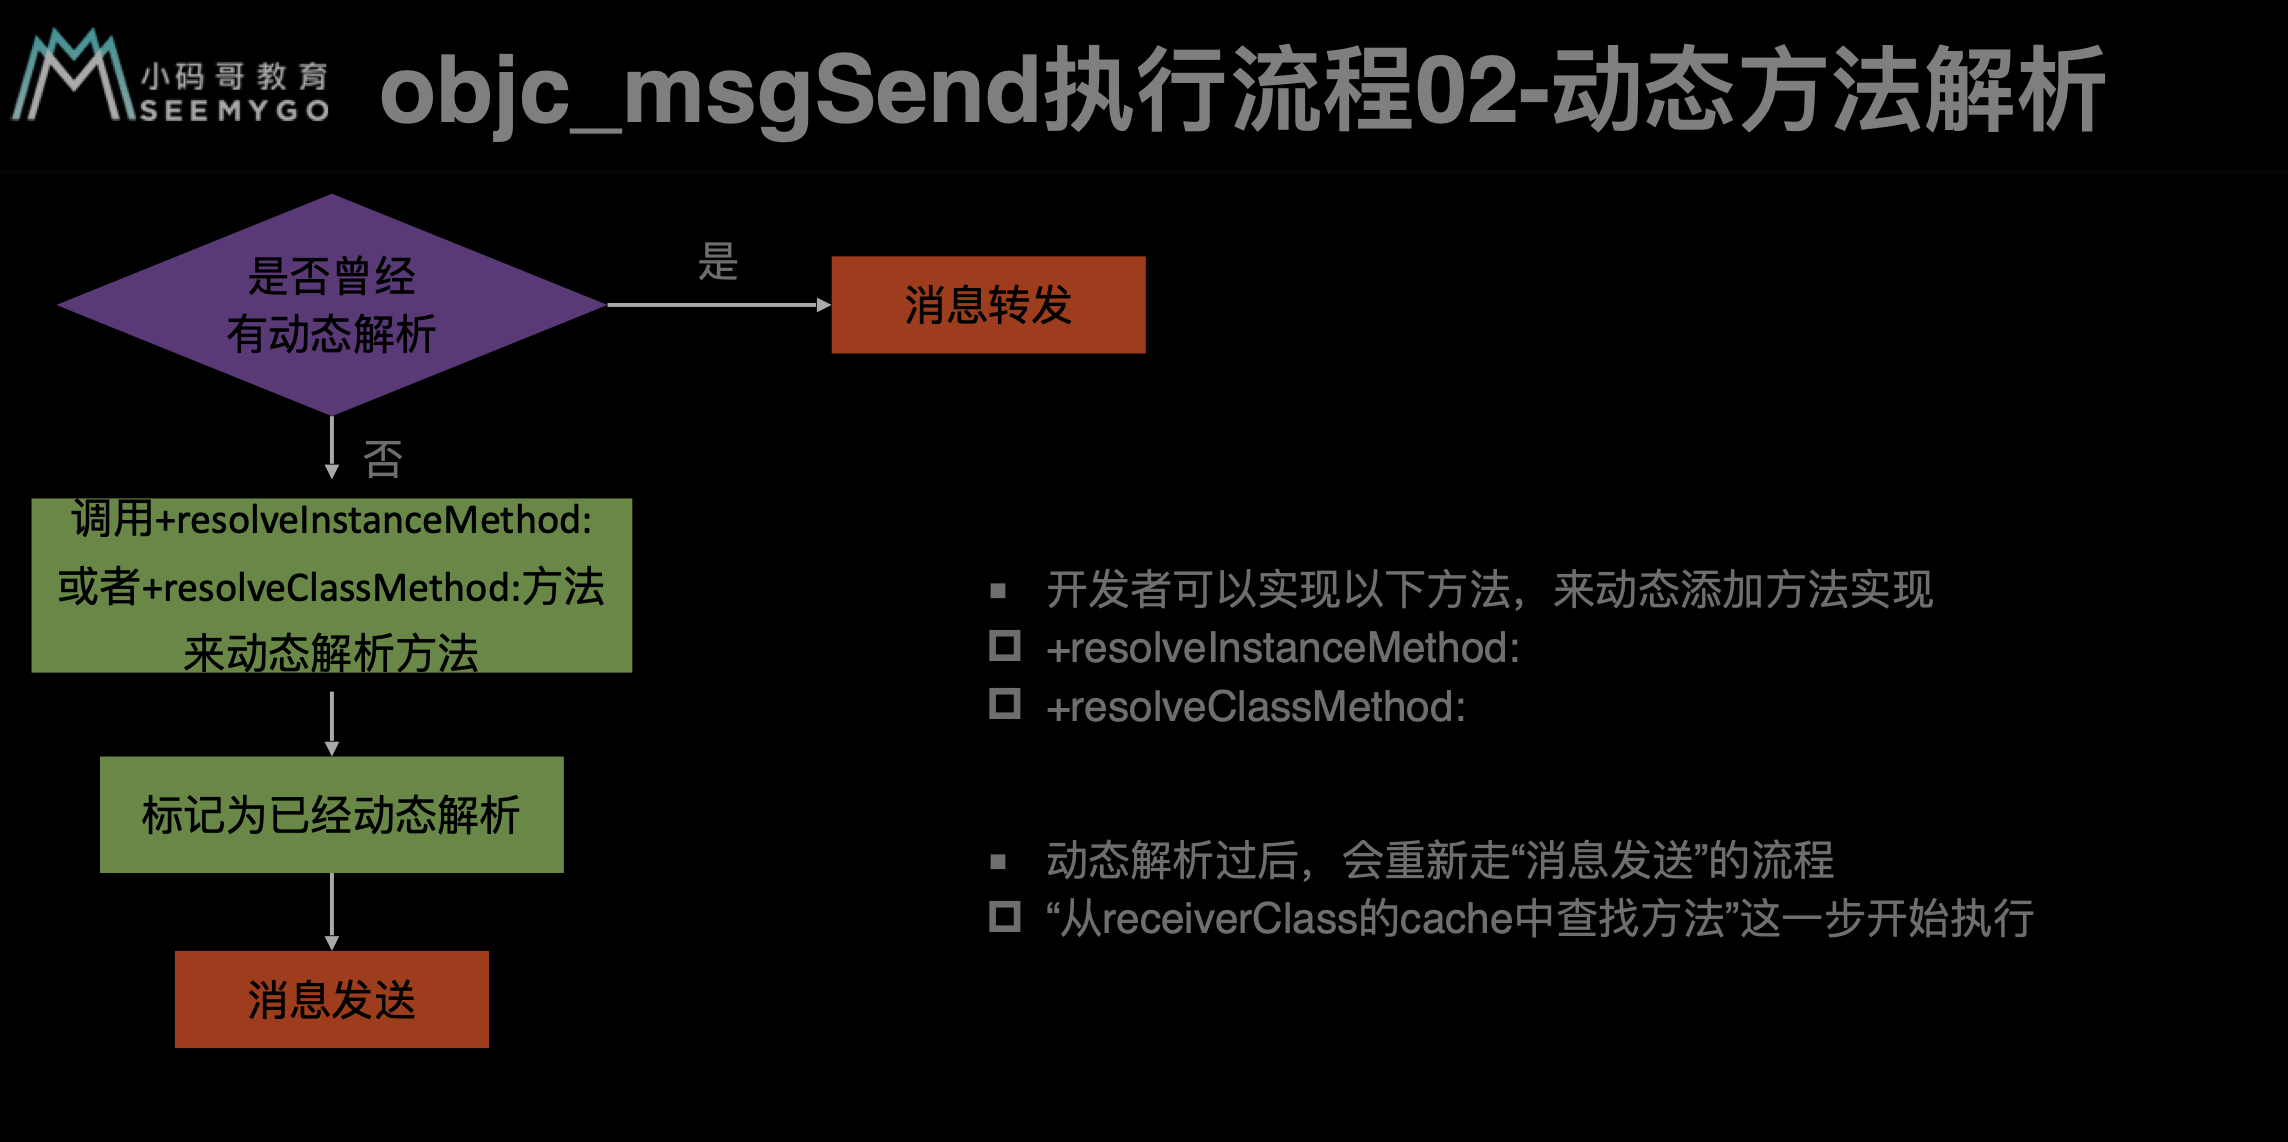 小码哥教育
SEEMYGO
objc_msgSend执行流程02-动态方法解析
是否曾经
有动态解析
是
消息转发
否
调用+resolveInstanceMethod:
或者+resolveClassMethod:方法
来动态解析方法
标记为已经动态解析
消息发送
▪ 开发者可以实现以下方法，来动态添加方法实现
❑ +resolveInstanceMethod:
❑ +resolveClassMethod:
▪ 动态解析过后，会重新走“消息发送”的流程
❑ “从receiverClass的cache中查找方法”这一步开始执行